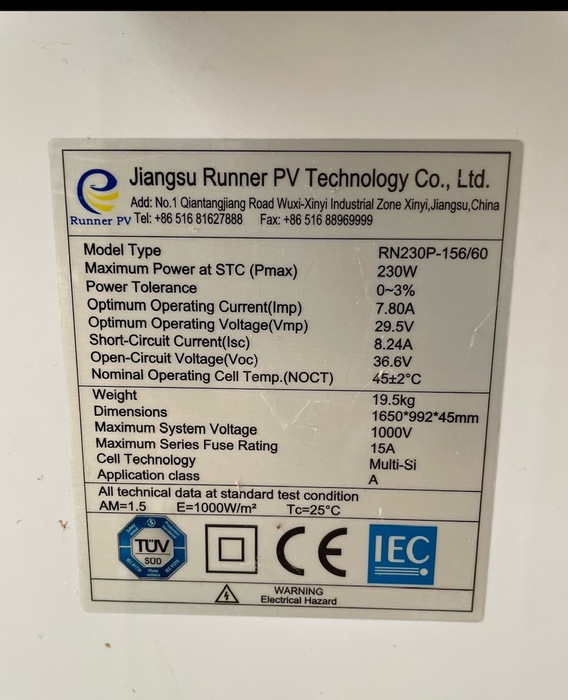 Jiangsu Runner PV Technology Co., Ltd.
Add: No.1 Qiantangjiang Road Wuxi-Xinyi Industrial Zone Xinyi,Jiangsu,China
Runner PV Tel: +86 516 81627888 Fax: +86 516 88969999
Model Type RN230P-156/60
Maximum Power at STC (Pmax) 230W
Power Tolerance 0~3%
Optimum Operating Current(Imp) 7.80A
Optimum Operating Voltage(Vmp) 29.5V
Short-Circuit Current(Isc) 8.24A
Open-Circuit Voltage(Voc) 36.6V
Nominal Operating Cell Temp.(NOCT) 45±2°C
Weight 19.5kg
Dimensions 1650*992*45mm
Maximum System Voltage 1000V
Maximum Series Fuse Rating 15A
Cell Technology Multi-Si
Application class A
All technical data at standard test condition
AM=1.5 E=1000W/m² Tc=25°C
TÜV
SÜD
CE
IEC
WARNING
Electrical Hazard